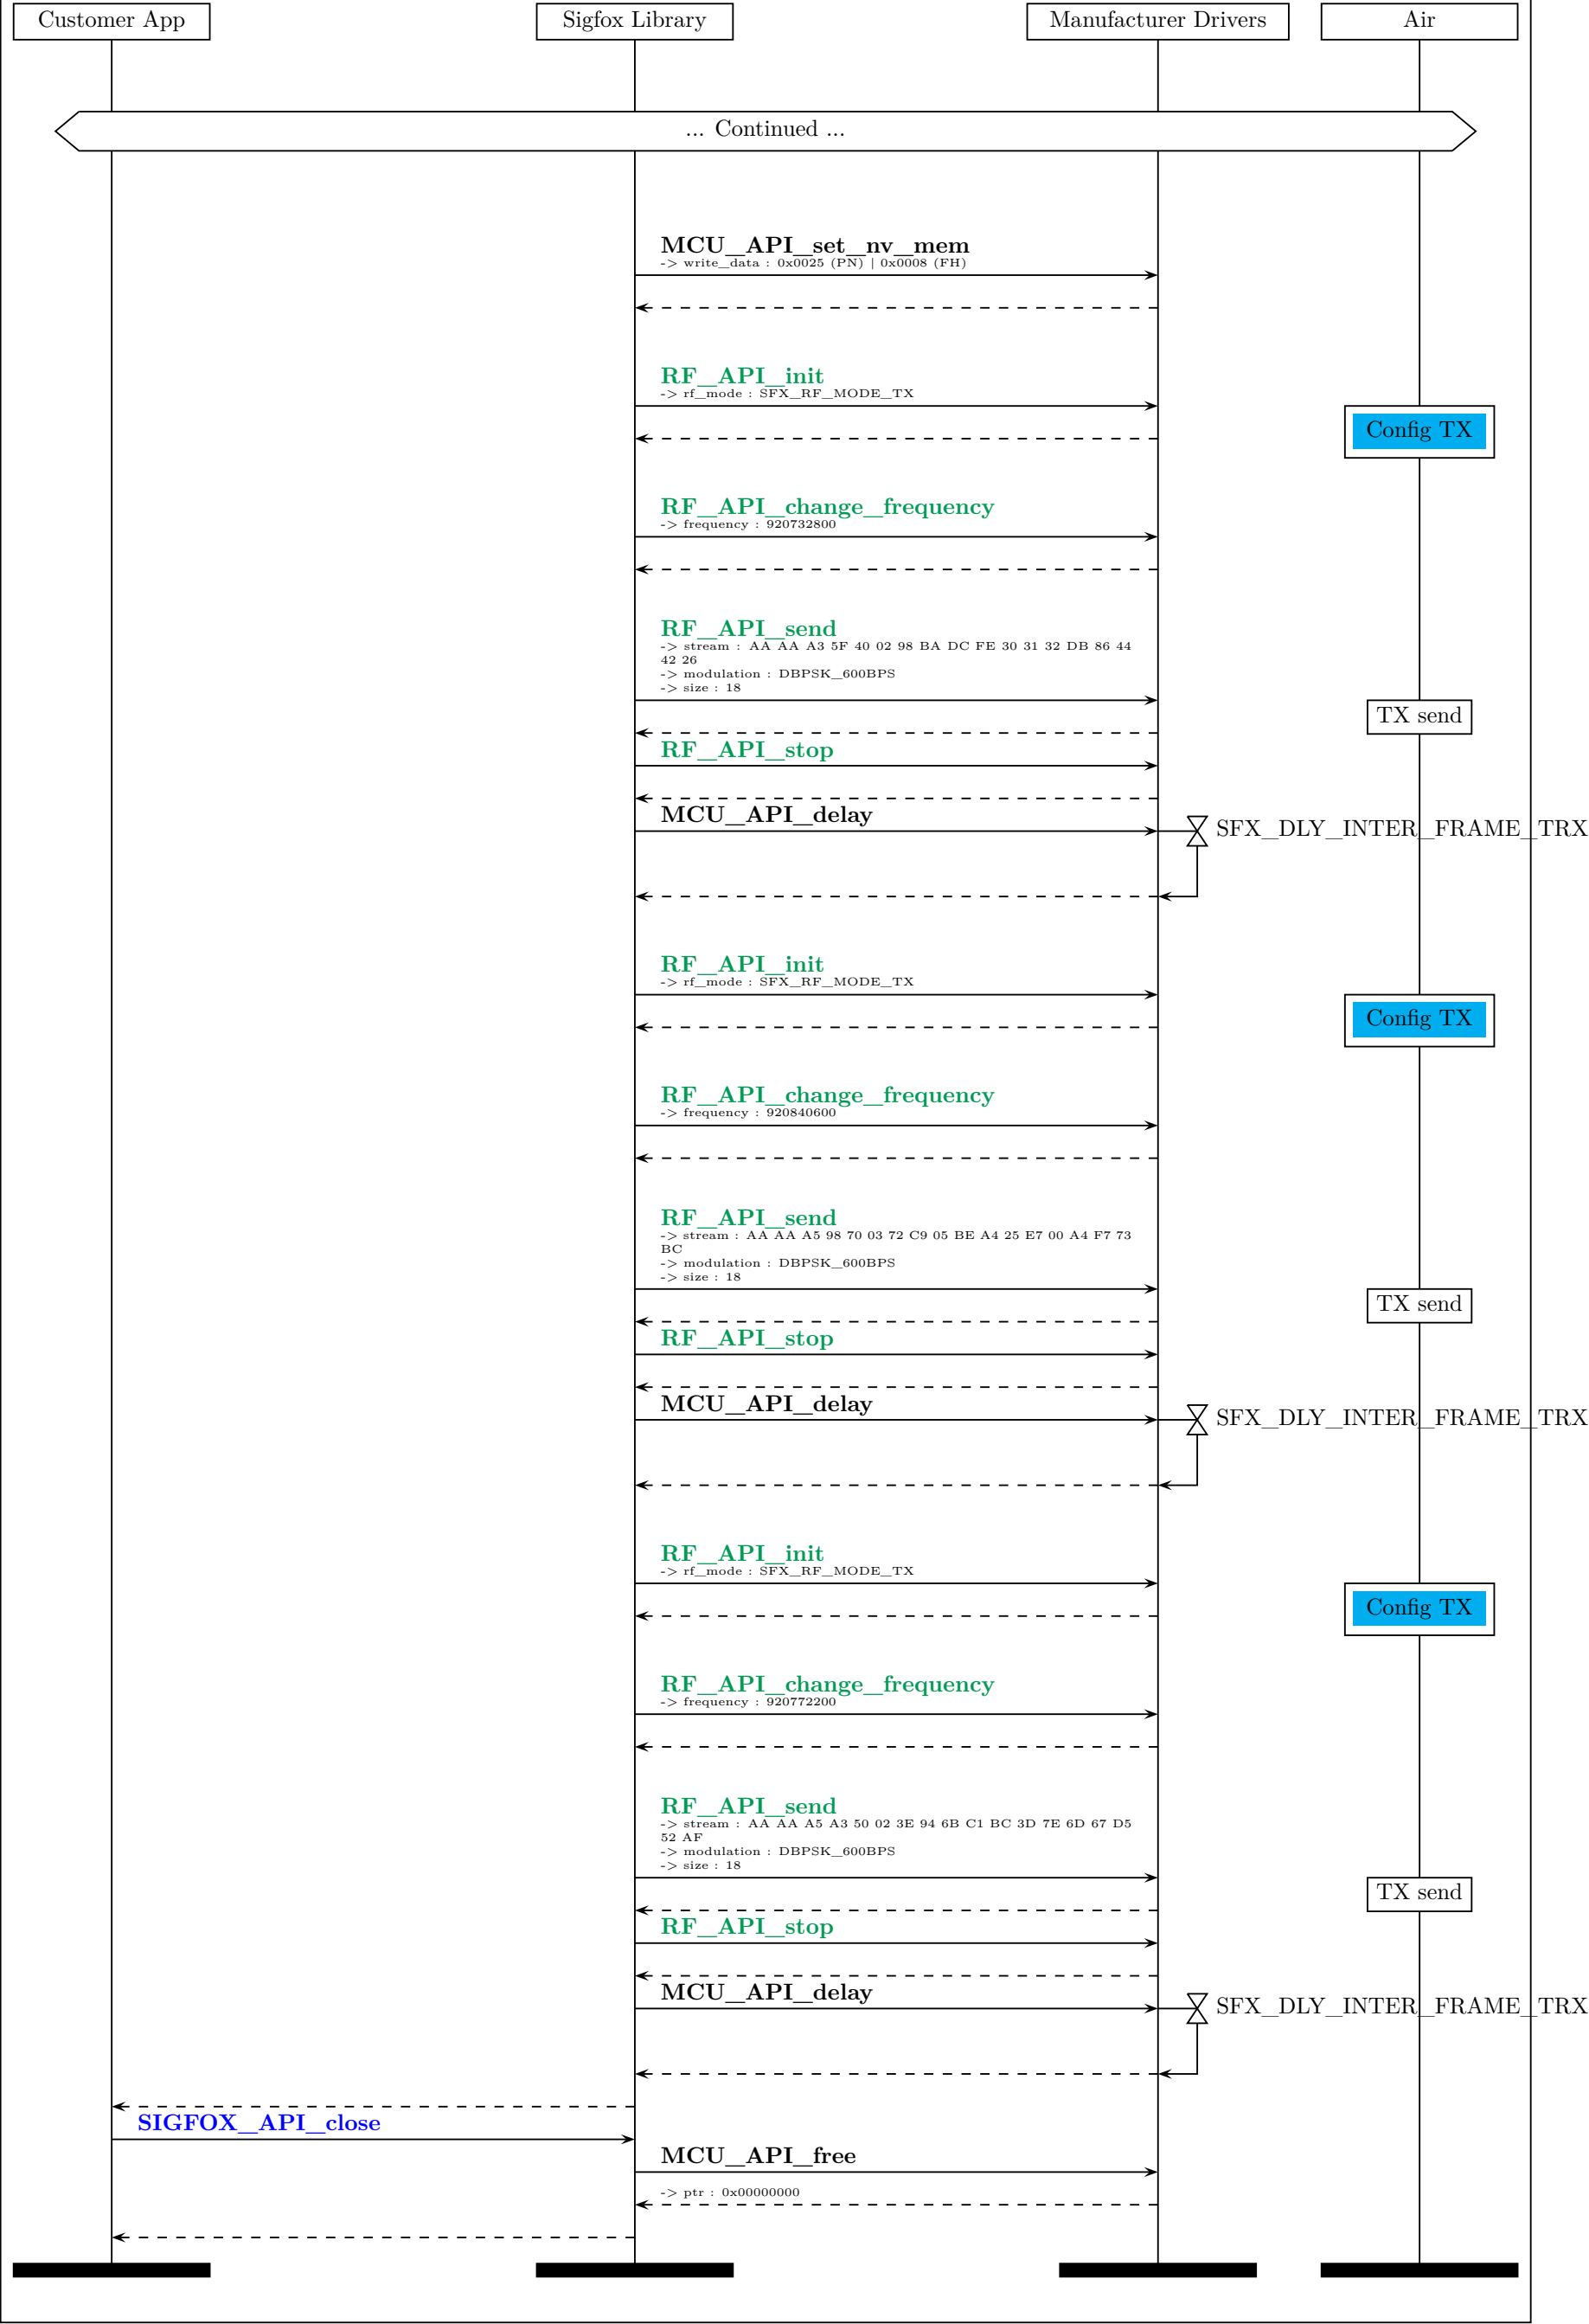 Customer App
Sigfox Library
Manufacturer Drivers
Air
... Continued ...
MCU_API_set_nv_mem
-> write_data : 0x0025 (PN) | 0x0008 (FH)
RF_API_init
-> rf_mode : SFX_RF_MODE_TX
Config TX
RF_API_change_frequency
-> frequency : 920732800
RF_API_send
-> stream : AA AA A3 5F 40 02 98 BA DC FE 30 31 32 DB 86 44
42 26
-> modulation : DBPSK_600BPS
-> size : 18
TX send
RF_API_stop
MCU_API_delay
SFX_DLY_INTER_FRAME_TRX
RF_API_init
-> rf_mode : SFX_RF_MODE_TX
Config TX
RF_API_change_frequency
-> frequency : 920840600
RF_API_send
-> stream : AA AA A5 98 70 03 72 C9 05 BE A4 25 E7 00 A4 F7 73
BC
-> modulation : DBPSK_600BPS
-> size : 18
TX send
RF_API_stop
MCU_API_delay
SFX_DLY_INTER_FRAME_TRX
RF_API_init
-> rf_mode : SFX_RF_MODE_TX
Config TX
RF_API_change_frequency
-> frequency : 920772200
RF_API_send
-> stream : AA AA A5 A3 50 02 3E 94 6B C1 BC 3D 7E 6D 67 D5
52 AF
-> modulation : DBPSK_600BPS
-> size : 18
TX send
RF_API_stop
MCU_API_delay
SFX_DLY_INTER_FRAME_TRX
SIGFOX_API_close
MCU_API_free
-> ptr : 0x00000000